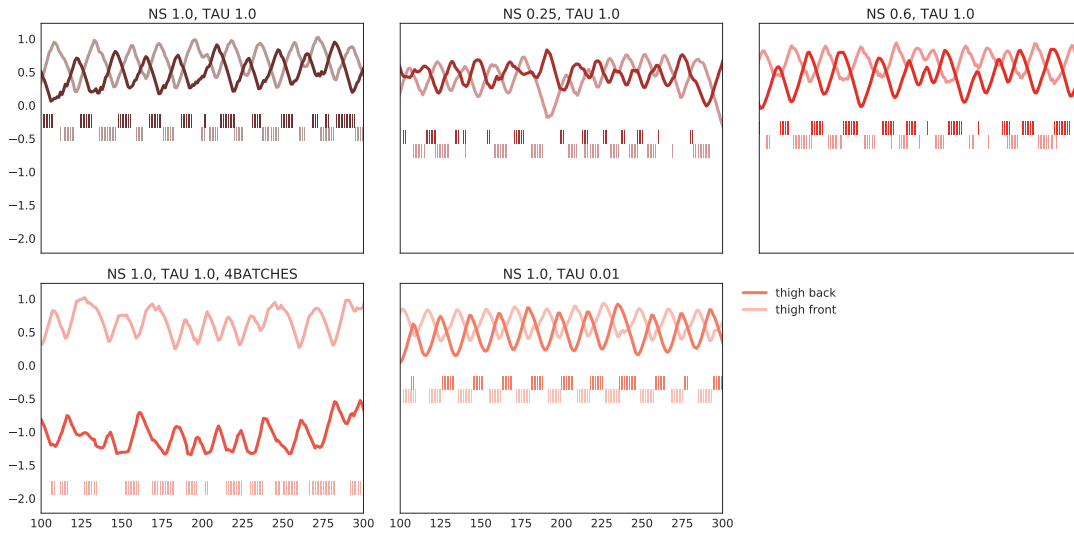 NS 1.0, TAU 1.0
NS 0.25, TAU 1.0
NS 0.6, TAU 1.0
1.0
0.5
0.0
−0.5
−1.0
−1.5
−2.0
NS 1.0, TAU 1.0, 4BATCHES
NS 1.0, TAU 0.01
thigh back
thigh front
1.0
0.5
0.0
−0.5
−1.0
−1.5
−2.0
100 125 150 175 200 225 250 275 300
100 125 150 175 200 225 250 275 300